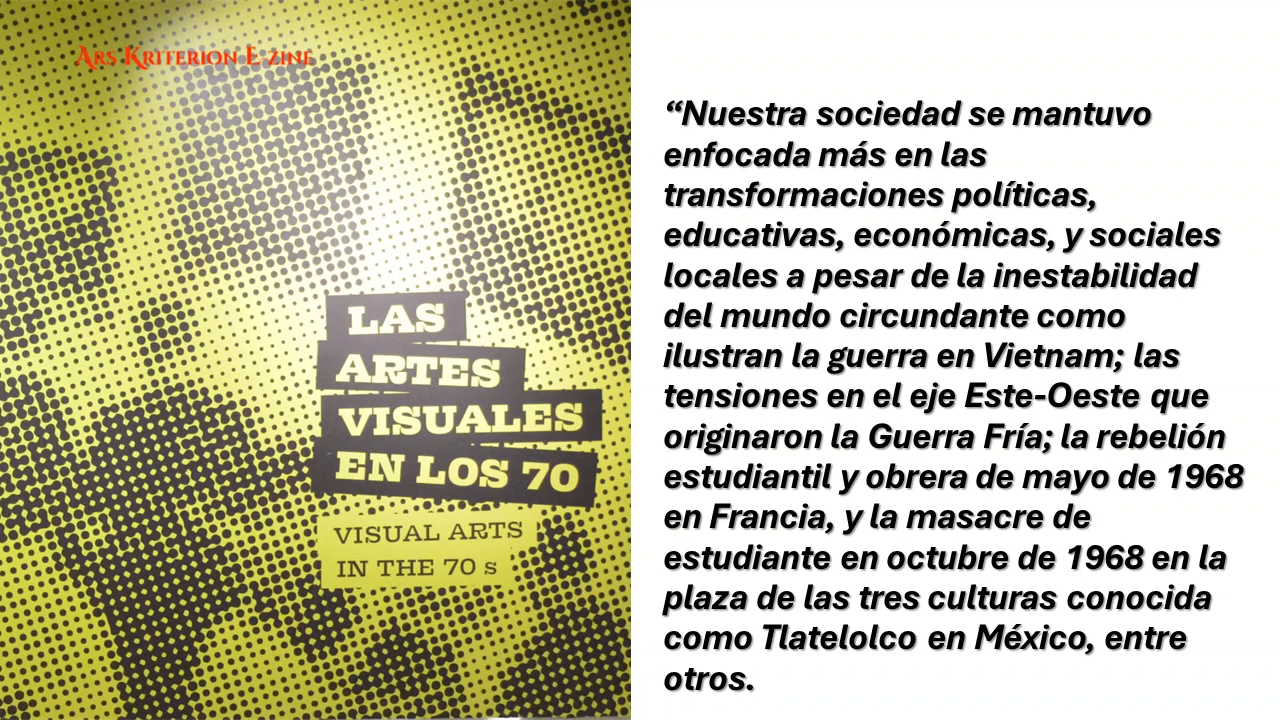 Ars Kriterion E-zine
LAS
ARTES
VISUALES
EN LOS 70
VISUAL ARTS
IN THE 70 s
“Nuestra sociedad se mantuvo
enfocada más en las
transformaciones políticas,
educativas, económicas, y sociales
locales a pesar de la inestabilidad
del mundo circundante como
ilustran la guerra en Vietnam; las
tensiones en el eje Este-Oeste que
originaron la Guerra Fría; la rebelión
estudiantil y obrera de mayo de 1968
en Francia, y la masacre de
estudiante en octubre de 1968 en la
plaza de las tres culturas conocida
como Tlatelolco en México, entre
otros.